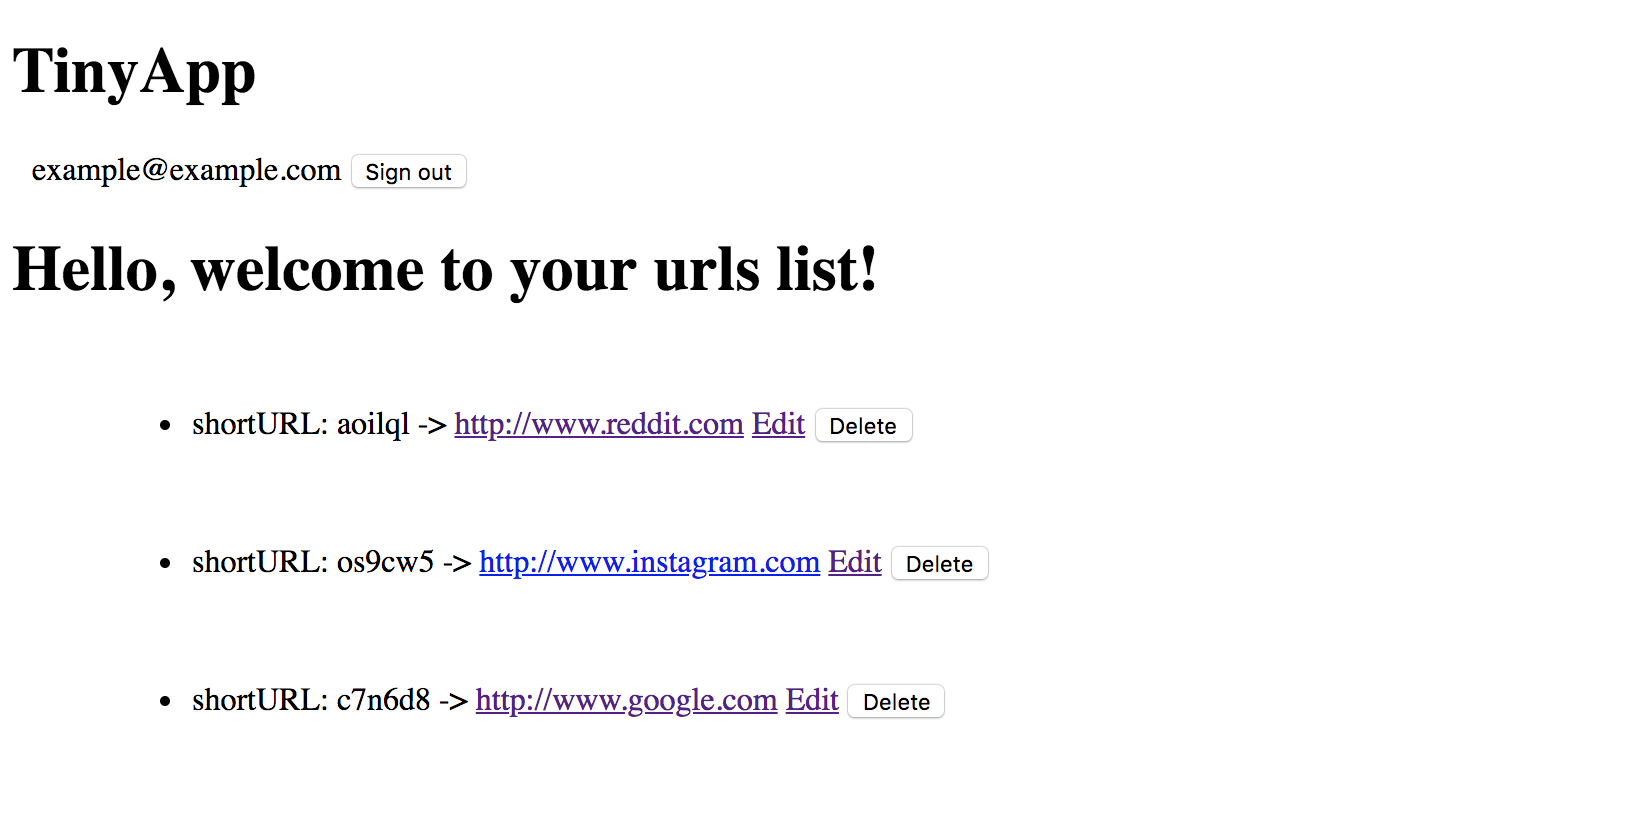 TinyApp
example@example.com Sign out
Hello, welcome to your urls list!
shortURL: aoilql -> http://www.reddit.com Edit Delete
shortURL: os9cw5 -> http://www.instagram.com Edit Delete
shortURL: c7n6d8 -> http://www.google.com Edit Delete